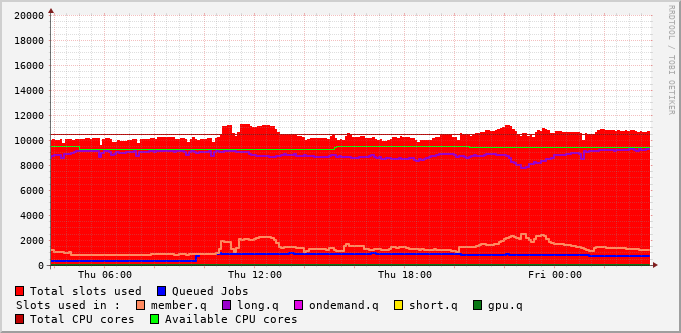 20000
18000
16000
14000
12000
10000
8000
6000
4000
2000
0
Thu 06:00 Thu 12:00 Thu 18:00 Fri 00:00
Total slots used Queued Jobs
Slots used in : member.q long.q ondemand.q short.q gpu.q
Total CPU cores Available CPU cores
RRDTOOL / TOBI OETIKER